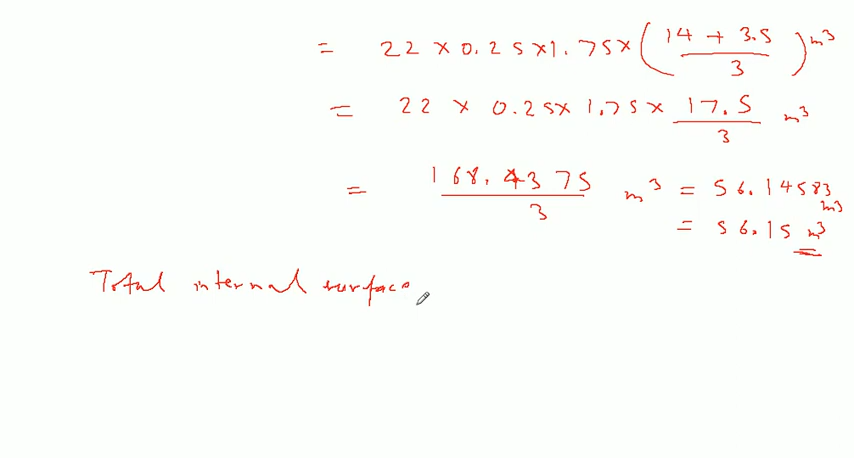 = 22 × 0.25 × 1.75 × (14 + 3.5 / 3) m³
= 22 × 0.25 × 1.75 × 17.5 / 3 m³
= 168.4375 / 3 m³ = 56.14583 m³
= 56.15 m³
Total internal surface